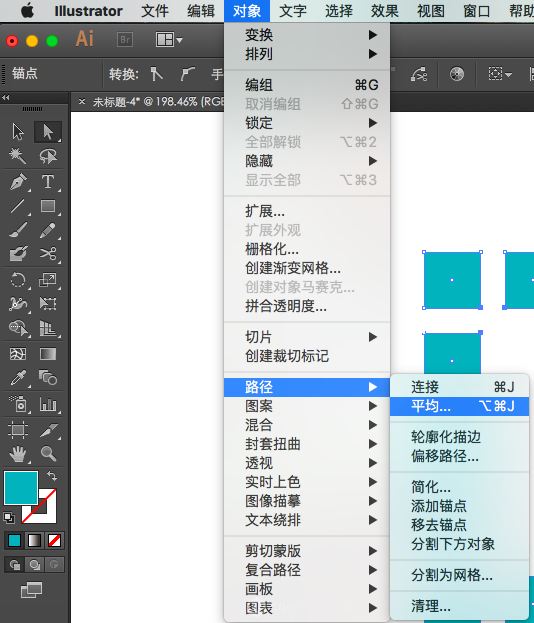 Illustrator 文件 编辑 对象 文字 选择 效果 视图 窗口 帮助
Ai Br
锚点 转换: 手
未标题-4* @ 198.46% (RGB
变换
排列
编组 ⌘G
取消编组 ⇧⌘G
锁定
全部解锁 ⌥⌘2
隐藏
显示全部 ⌥⌘3
扩展...
扩展外观
栅格化...
创建渐变网格...
创建对象马赛克...
拼合透明度...
切片
创建裁切标记
路径
图案
混合
封套扭曲
透视
实时上色
图像描摹
文本绕排
剪切蒙版
复合路径
画板
图表
连接 ⌘J
平均... ⌥⌘J
轮廓化描边
偏移路径...
简化...
添加锚点
移去锚点
分割下方对象
分割为网格...
清理...